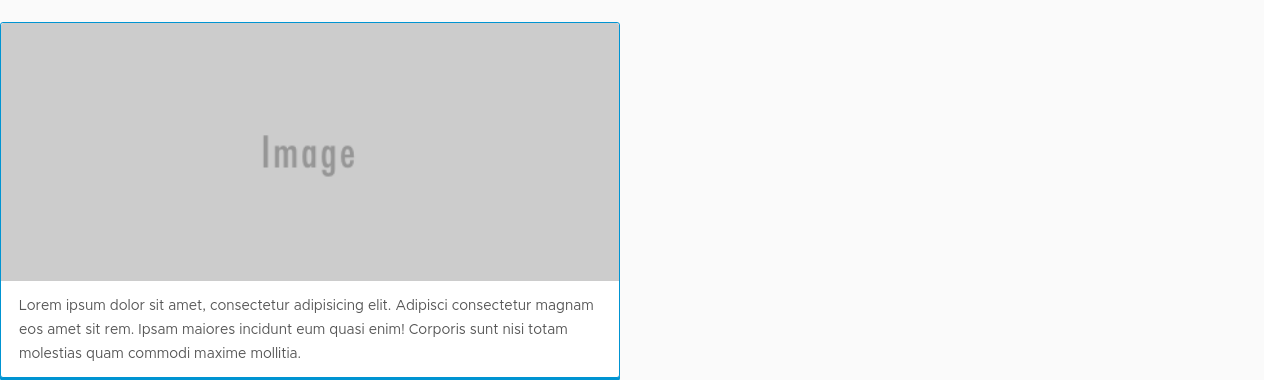 Image
Lorem ipsum dolor sit amet, consectetur adipisicing elit. Adipisci consectetur magnam
eos amet sit rem. Ipsam maiores incidunt eum quasi enim! Corporis sunt nisi totam
molestias quam commodi maxime mollitia.